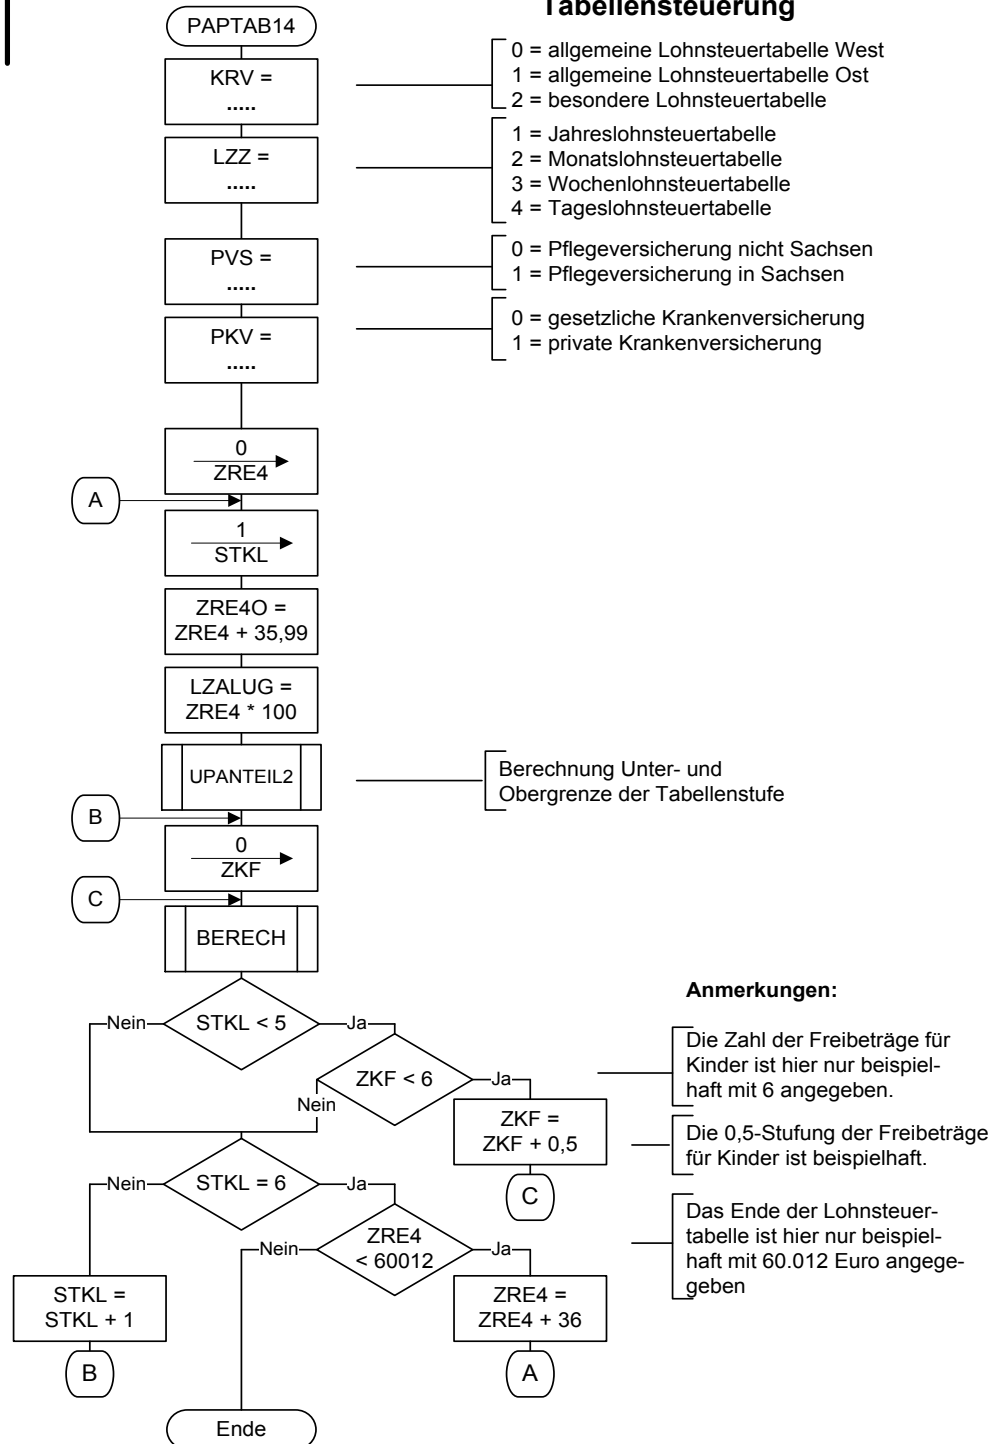 Tabellensteuerung
PAPTAB14
KRV =
.....
0 = allgemeine Lohnsteuertabelle West
1 = allgemeine Lohnsteuertabelle Ost
2 = besondere Lohnsteuertabelle
LZZ =
.....
1 = Jahreslohnsteuertabelle
2 = Monatslohnsteuertabelle
3 = Wochenlohnsteuertabelle
4 = Tageslohnsteuertabelle
PVS =
.....
0 = Pflegeversicherung nicht Sachsen
1 = Pflegeversicherung in Sachsen
PKV =
.....
0 = gesetzliche Krankenversicherung
1 = private Krankenversicherung
0
ZRE4
A
1
STKL
ZRE4O =
ZRE4 + 35,99
LZALUG =
ZRE4 * 100
UPANTEIL2
Berechnung Unter- und
Obergrenze der Tabellenstufe
B
0
ZKF
C
BERECH
Anmerkungen:
Nein
STKL < 5
Ja
ZKF < 6
Ja
Nein
Die Zahl der Freibeträge für
Kinder ist hier nur beispiel-
haft mit 6 angegeben.
ZKF =
ZKF + 0,5
Die 0,5-Stufung der Freibeträge
für Kinder ist beispielhaft.
C
Nein
STKL = 6
Ja
Nein
ZRE4
< 60012
Ja
Das Ende der Lohnsteuer-
tabelle ist hier nur beispiel-
haft mit 60.012 Euro angege-
geben
STKL =
STKL + 1
ZRE4 =
ZRE4 + 36
B
A
Ende